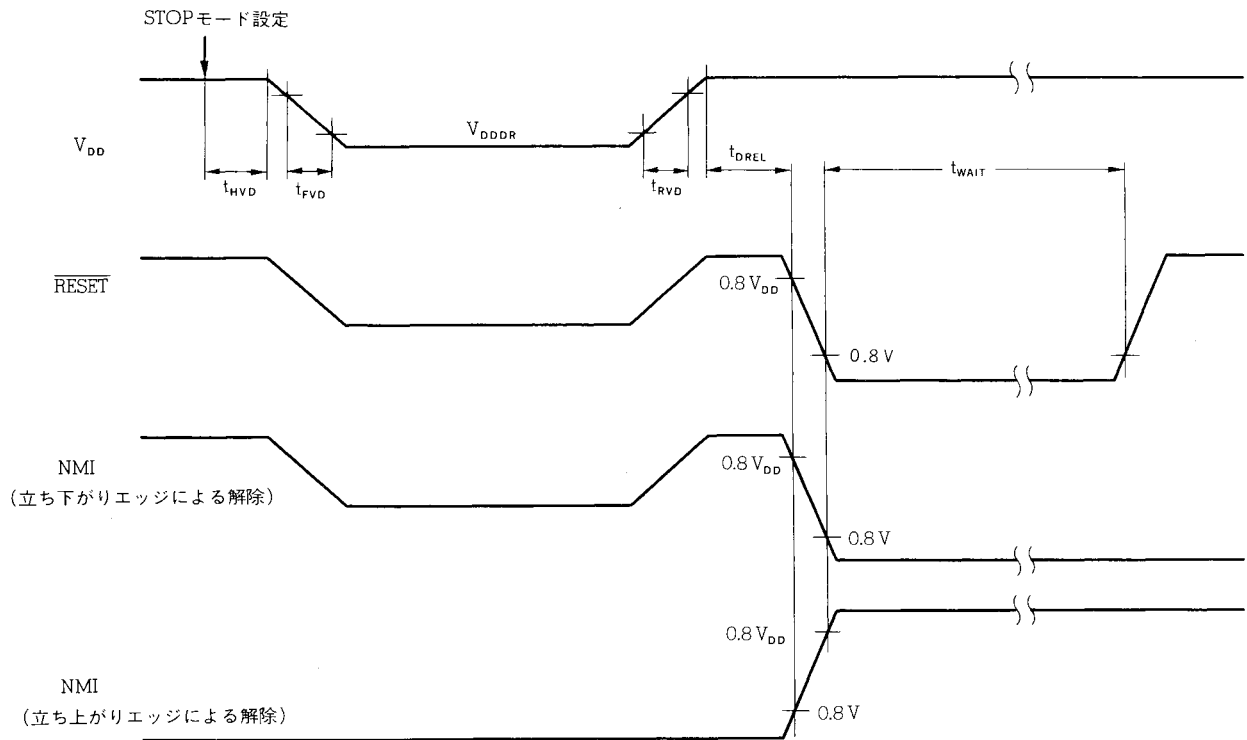 STOPモード設定
V_DD
V_DDDR
t_HVD
t_FVD
t_RVD
t_DREL
t_WAIT
RESET
0.8 V_DD
0.8 V
NMI
(立ち下がりエッジによる解除)
0.8 V_DD
0.8 V
0.8 V_DD
NMI
(立ち上がりエッジによる解除)
0.8 V